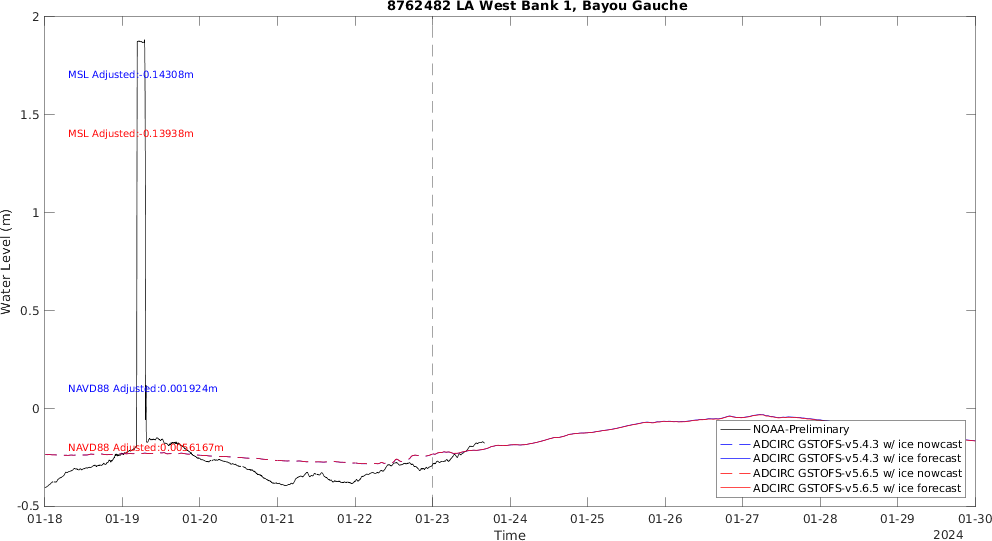 8762482 LA West Bank 1, Bayou Gauche
2
1.5
1
0.5
0
-0.5
Water Level (m)
MSL Adjusted:-0.14308m
MSL Adjusted:-0.13938m
NAVD88 Adjusted:0.001924m
NAVD88 Adjusted:0.0056167m
NOAA-Preliminary
ADCIRC GSTOFS-v5.4.3 w/ ice nowcast
ADCIRC GSTOFS-v5.4.3 w/ ice forecast
ADCIRC GSTOFS-v5.6.5 w/ ice nowcast
ADCIRC GSTOFS-v5.6.5 w/ ice forecast
01-18 01-19 01-20 01-21 01-22 01-23 01-24 01-25 01-26 01-27 01-28 01-29 01-30
Time
2024